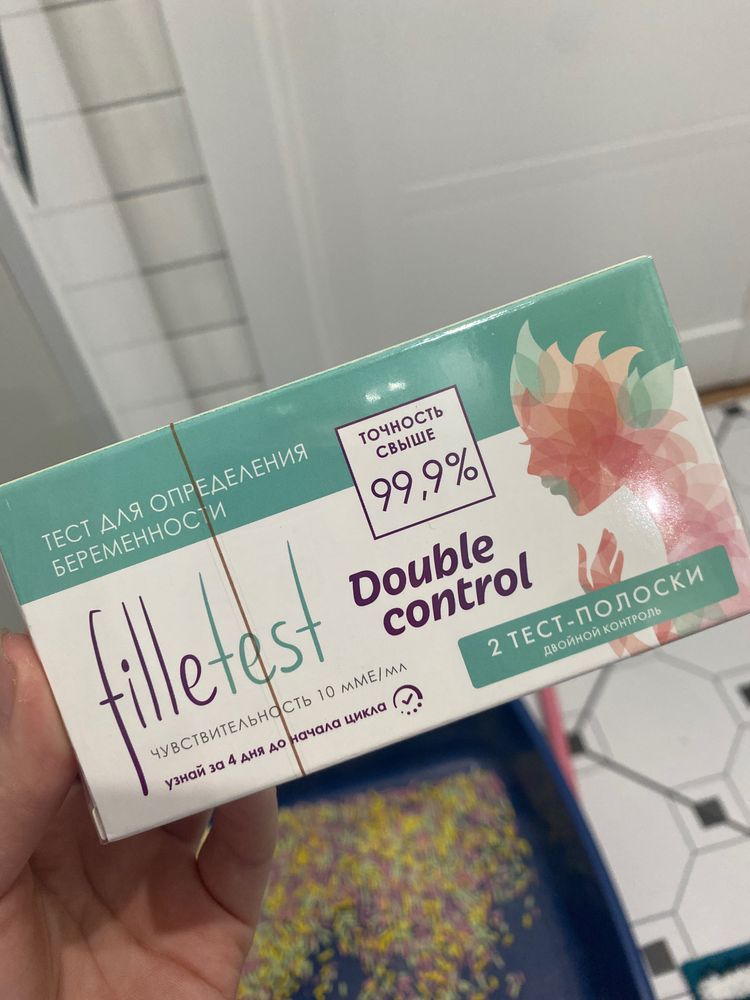 ТЕСТ ДЛЯ ОПРЕДЕЛЕНИЯ
БЕРЕМЕННОСТИ
ТОЧНОСТЬ
СВЫШЕ
99,9%
filletest
Double
control
2 ТЕСТ-ПОЛОСКИ
ДВОЙНОЙ КОНТРОЛЬ
ЧУВСТВИТЕЛЬНОСТЬ 10 мМЕ/мл
узнай за 4 дня до начала цикла